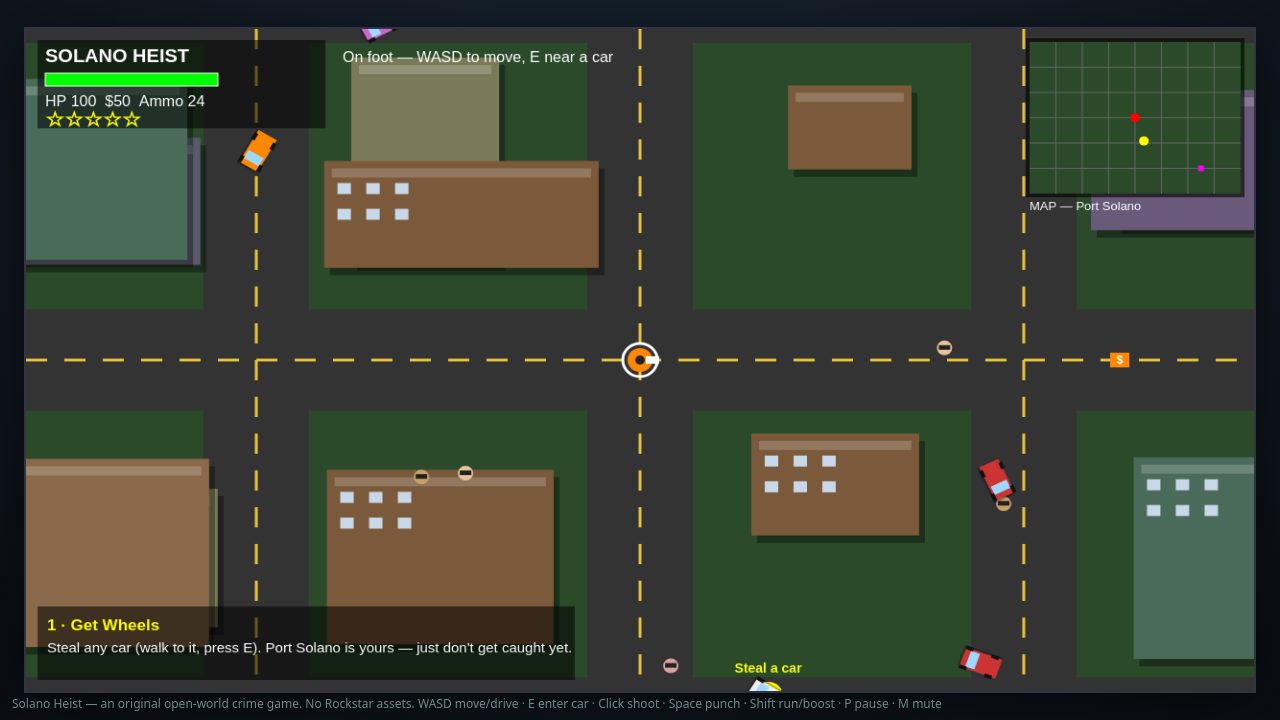 SOLANO HEIST
On foot — WASD to move, E near a car
HP 100 $50 Ammo 24
MAP — Port Solano
$
1 · Get Wheels
Steal any car (walk to it, press E). Port Solano is yours — just don't get caught yet.
Steal a car
Solano Heist — an original open-world crime game. No Rockstar assets. WASD move/drive · E enter car · Click shoot · Space punch · Shift run/boost · P pause · M mute